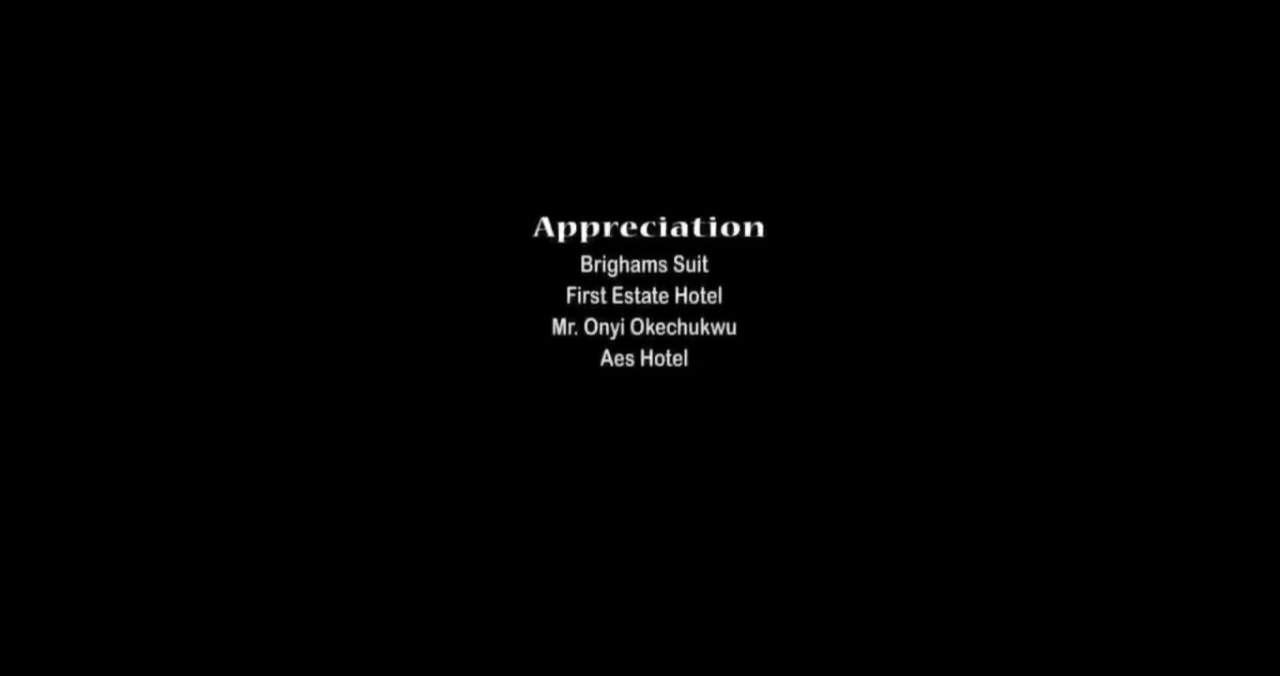 Appreciation
Brighams Suit
First Estate Hotel
Mr. Onyi Okechukwu
Aes Hotel